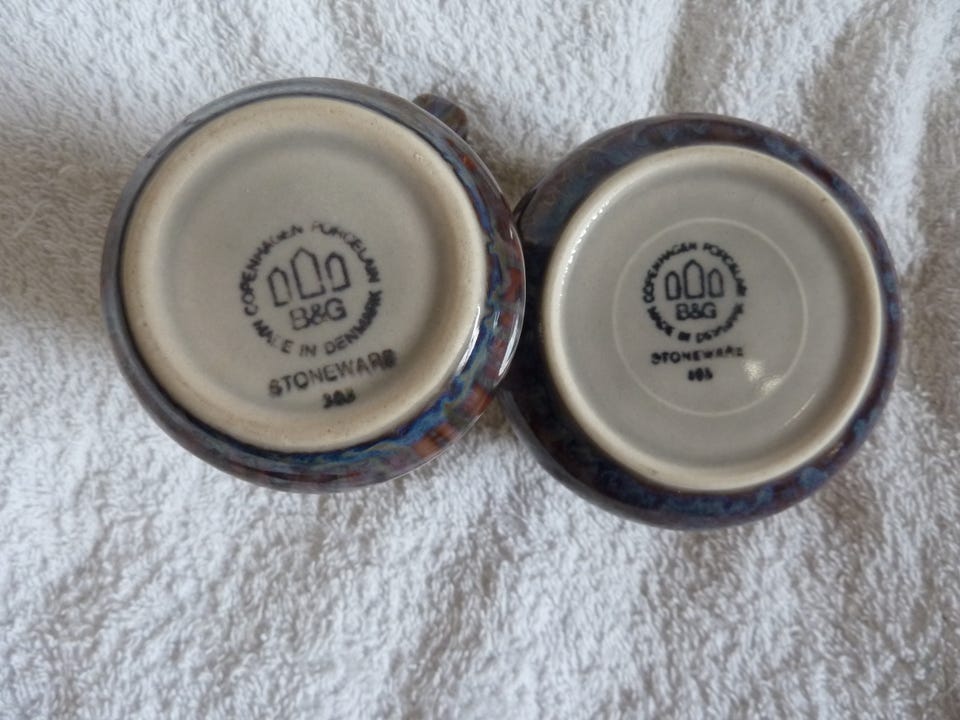 COPENHAGEN PORCELAIN
B&G
MADE IN DENMARK
STONEWARE
COPENHAGEN PORCELAIN
B&G
MADE IN DENMARK
STONEWARE